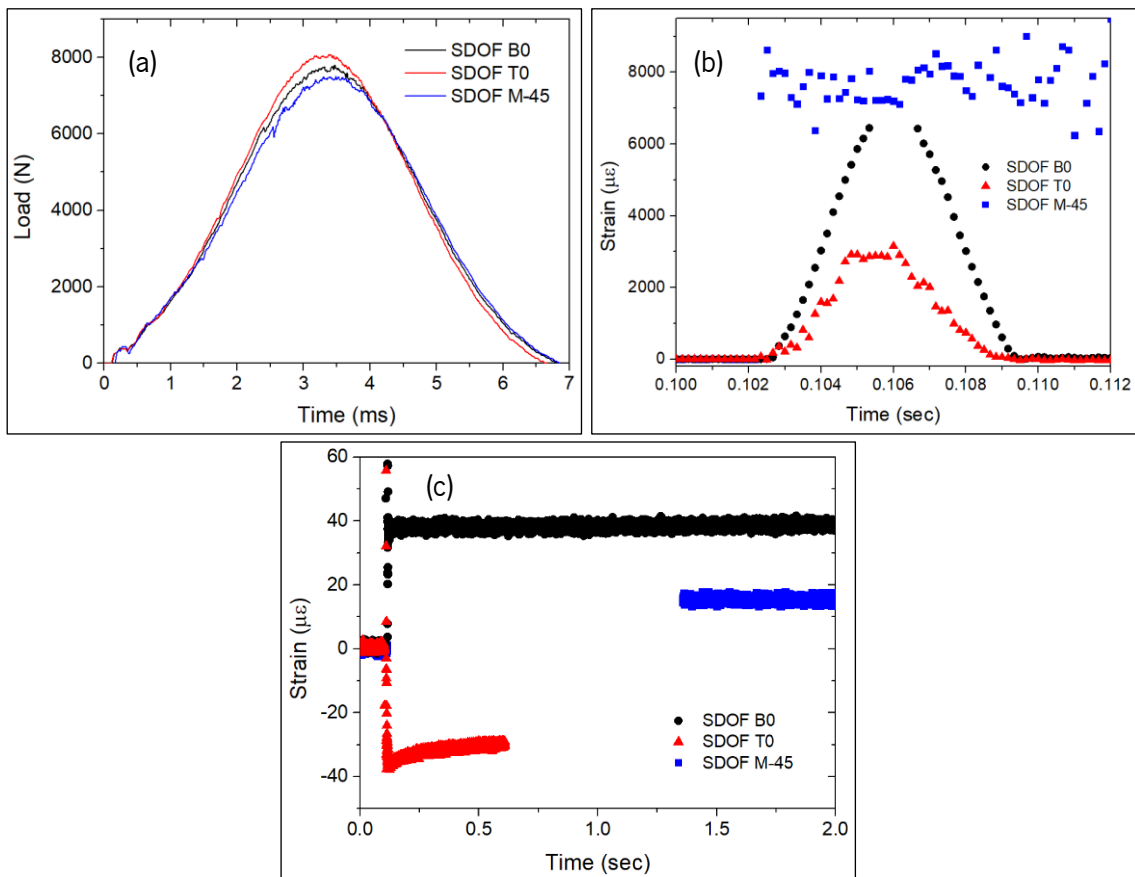 (a)
SDOF B0
SDOF T0
SDOF M-45
8000
6000
4000
2000
0
Load (N)
0 1 2 3 4 5 6 7
Time (ms)
(b)
8000
6000
4000
2000
0
Strain (με)
SDOF B0
SDOF T0
SDOF M-45
0.100 0.102 0.104 0.106 0.108 0.110 0.112
Time (sec)
(c)
60
40
20
0
-20
-40
Strain (με)
SDOF B0
SDOF T0
SDOF M-45
0.0 0.5 1.0 1.5 2.0
Time (sec)